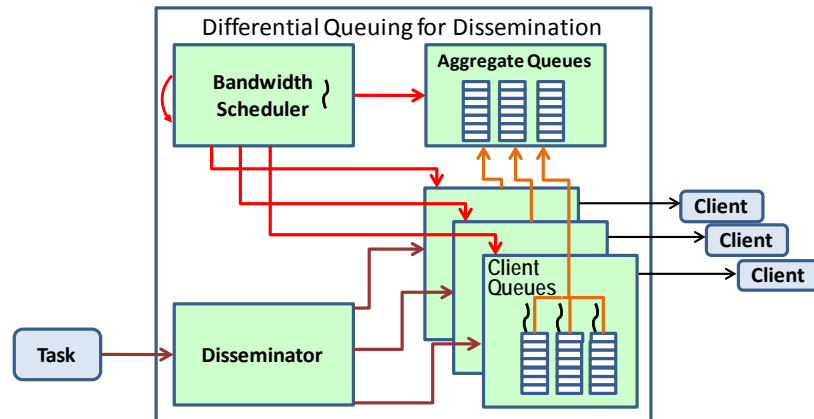 Differential Queuing for Dissemination
Bandwidth
Scheduler
Aggregate Queues
Client
Client
Client
Client
Queues
Task
Disseminator